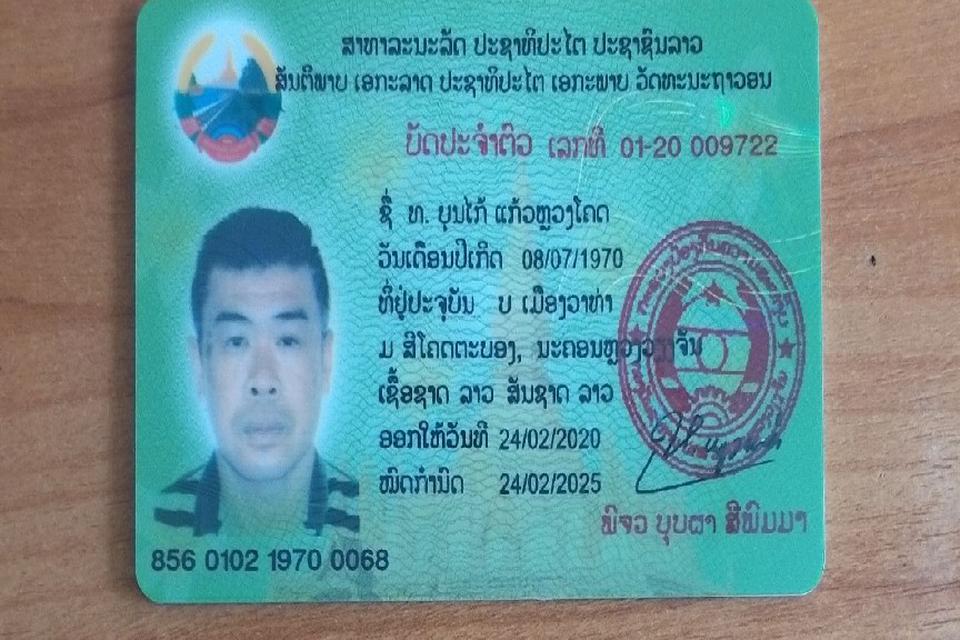 ສາທາລະນະລັດ ປະຊາທິປະໄຕ ປະຊາຊົນລາວ
ສັນຕິພາບ ເອກະລາດ ປະຊາທິປະໄຕ ເອກະພາບ ວັດທະນະຖາວອນ
ບັດປະຈຳຕົວ ເລກທີ 01-20 009722
ຊື່ ທ. ບຸນໄກ້ ແກ້ວຫຼວງໂຄດ
ວັນເດືອນປີເກີດ 08/07/1970
ທີ່ຢູ່ປະຈຸບັນ ບ ເມືອງວາທ່າ
ມ ສີໂຄດຕະບອງ, ນະຄອນຫຼວງວຽງຈັນ
ເຊື້ອຊາດ ລາວ ສັນຊາດ ລາວ
ອອກໃຫ້ວັນທີ 24/02/2020
ໝົດກຳນົດ 24/02/2025
ພົຈວ ບຸບຜາ ສີພົມມາ
856 0102 1970 0068